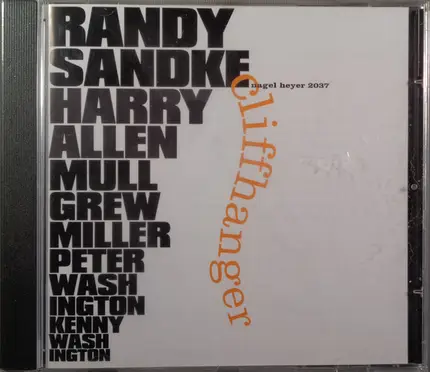 RANDY
SANDKE
nagel heyer 2037
HARRY
ALLEN
MULL
GREW
MILLER
PETER
WASH
INGTON
KENNY
WASH
INGTON
cliffhanger